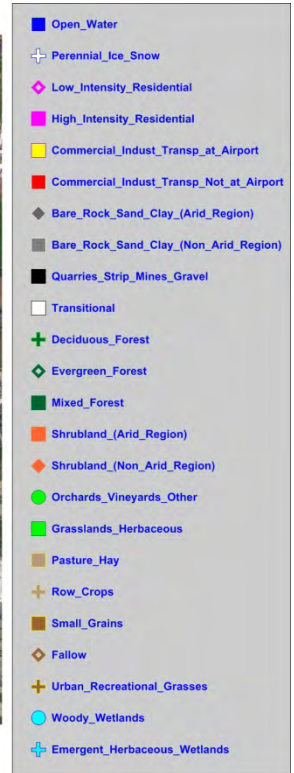 Open_Water
Perennial_Ice_Snow
Low_Intensity_Residential
High_Intensity_Residential
Commercial_Indust_Transp_at_Airport
Commercial_Indust_Transp_Not_at_Airport
Bare_Rock_Sand_Clay_(Arid_Region)
Bare_Rock_Sand_Clay_(Non_Arid_Region)
Quarries_Strip_Mines_Gravel
Transitional
Deciduous_Forest
Evergreen_Forest
Mixed_Forest
Shrubland_(Arid_Region)
Shrubland_(Non_Arid_Region)
Orchards_Vineyards_Other
Grasslands_Herbaceous
Pasture_Hay
Row_Crops
Small_Grains
Fallow
Urban_Recreational_Grasses
Woody_Wetlands
Emergent_Herbaceous_Wetlands